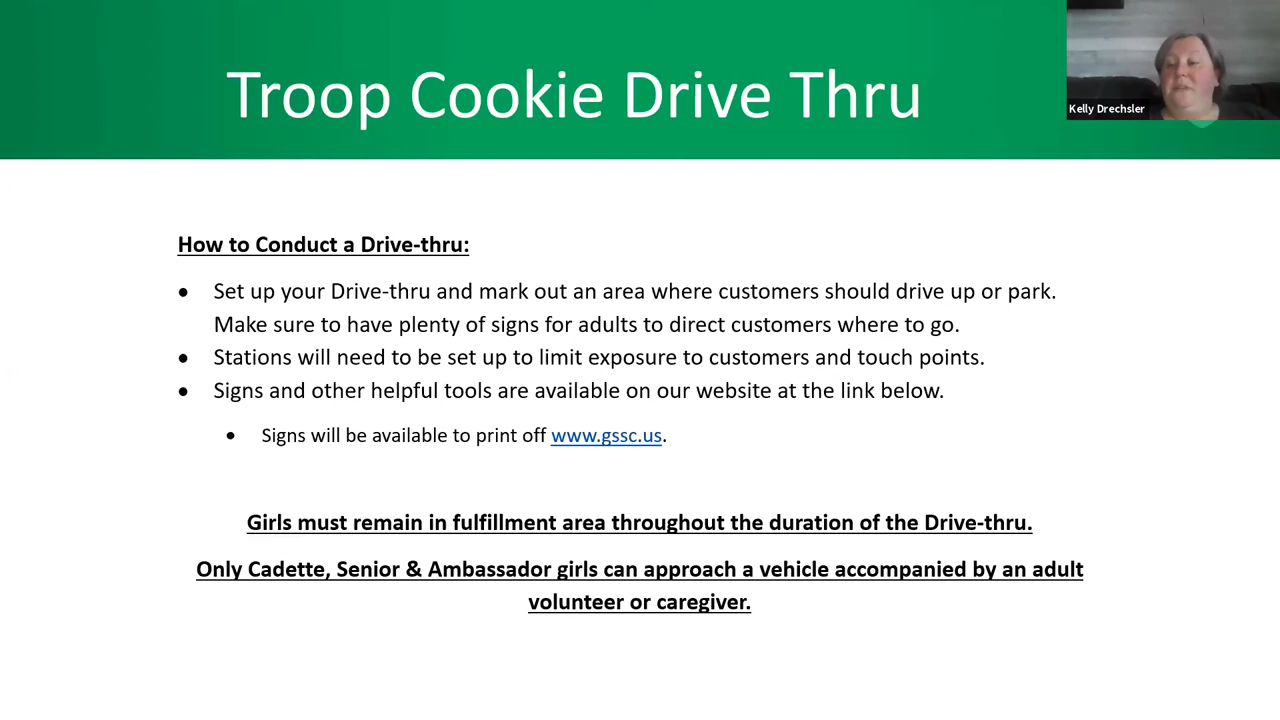 Troop Cookie Drive Thru
Kelly Drechsler
How to Conduct a Drive-thru:
• Set up your Drive-thru and mark out an area where customers should drive up or park.
Make sure to have plenty of signs for adults to direct customers where to go.
• Stations will need to be set up to limit exposure to customers and touch points.
• Signs and other helpful tools are available on our website at the link below.
• Signs will be available to print off www.gssc.us.
Girls must remain in fulfillment area throughout the duration of the Drive-thru.
Only Cadette, Senior & Ambassador girls can approach a vehicle accompanied by an adult
volunteer or caregiver.